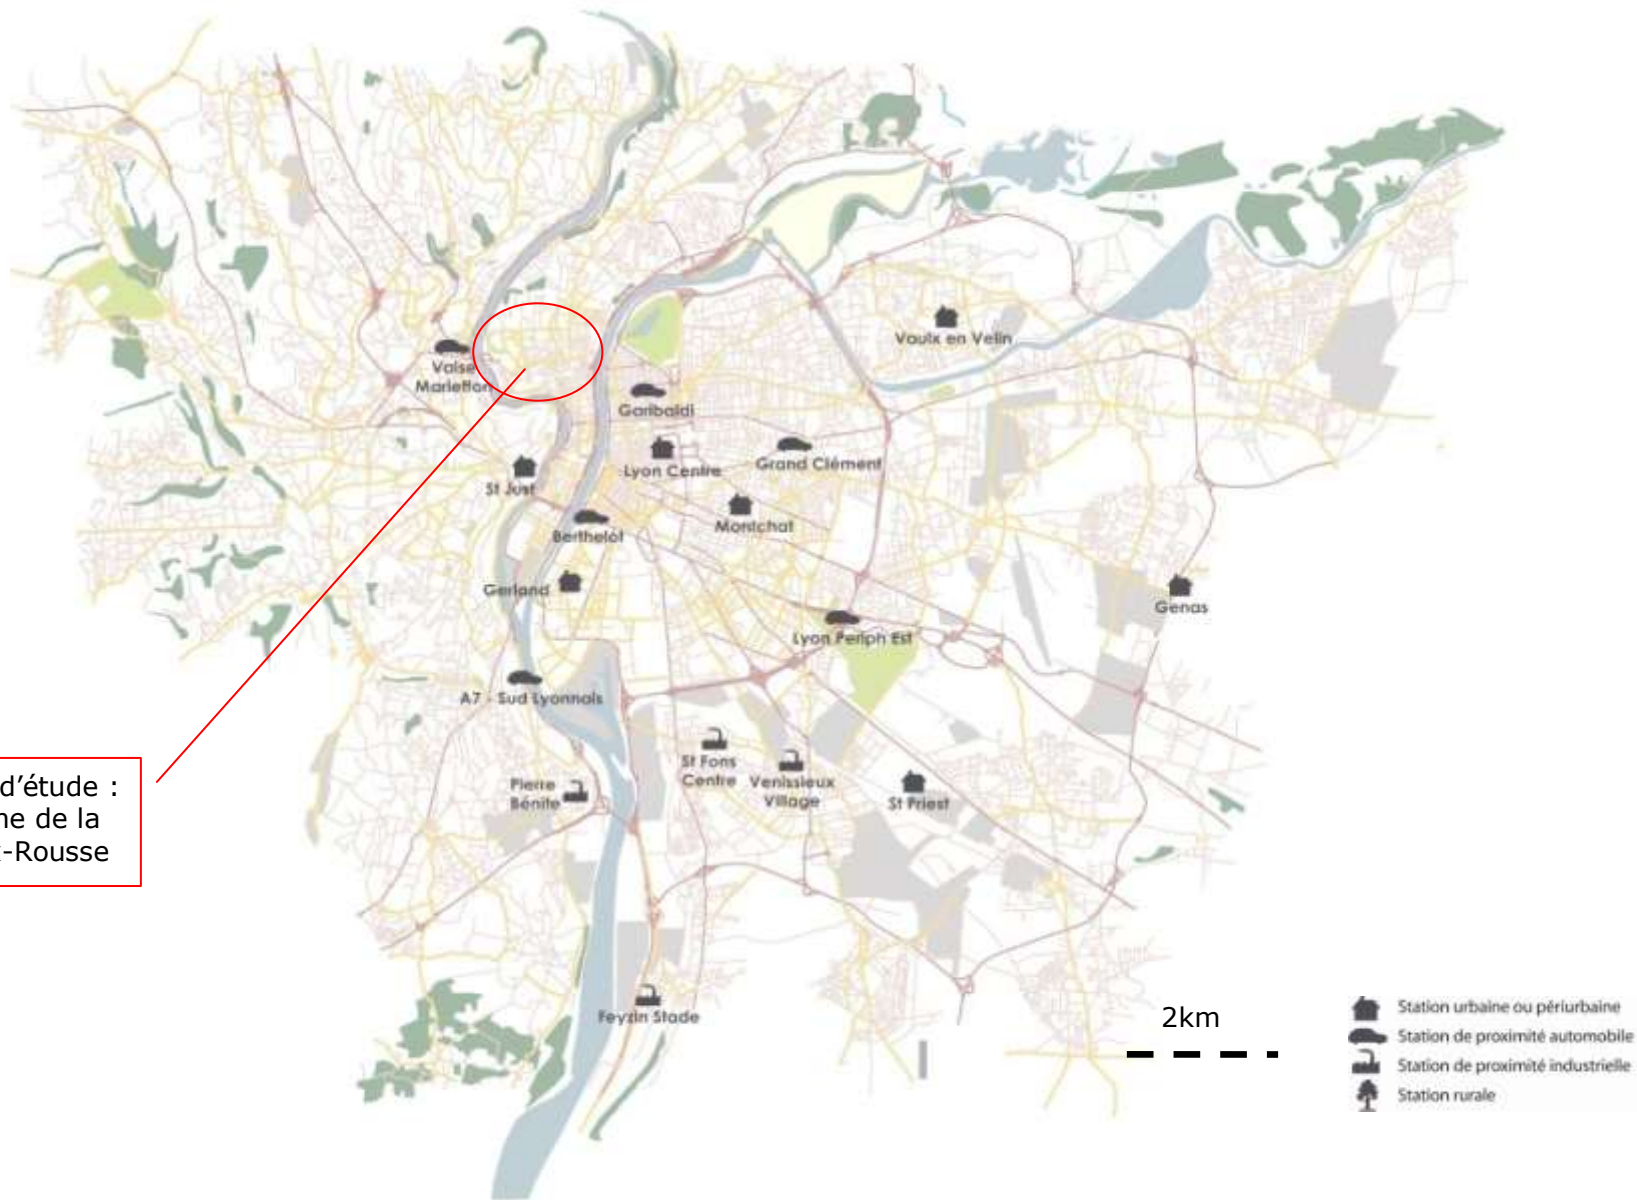 Vaulx en Velin
Vaise
Marietton
Garibaldi
Lyon Centre
Grand Clément
St Just
Montchat
Berthelot
Gerland
Genas
Lyon Periph Est
A7 - Sud Lyonnais
d’étude :
ne de la
-Rousse
St Fons
Centre
Venissieux
Village
Pierre
Bénite
St Priest
Feyzin Stade
2km
Station urbaine ou périurbaine
Station de proximité automobile
Station de proximité industrielle
Station rurale